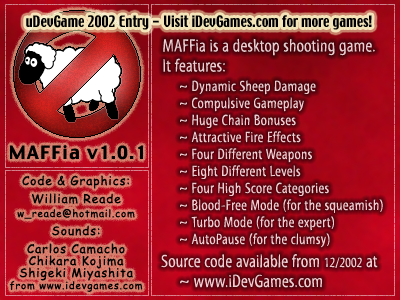 uDevGame 2002 Entry – Visit iDevGames.com for more games!
MAFFia v1.0.1
Code & Graphics:
William Reade
w_reade@hotmail.com
Sounds:
Carlos Camacho
Chikara Kojima
Shigeki Miyashita
from www.idevgames.com
MAFFia is a desktop shooting game.
It features:
~ Dynamic Sheep Damage
~ Compulsive Gameplay
~ Huge Chain Bonuses
~ Attractive Fire Effects
~ Four Different Weapons
~ Eight Different Levels
~ Four High Score Categories
~ Blood-Free Mode (for the squeamish)
~ Turbo Mode (for the expert)
~ AutoPause (for the clumsy)
Source code available from 12/2002 at
~ www.iDevGames.com